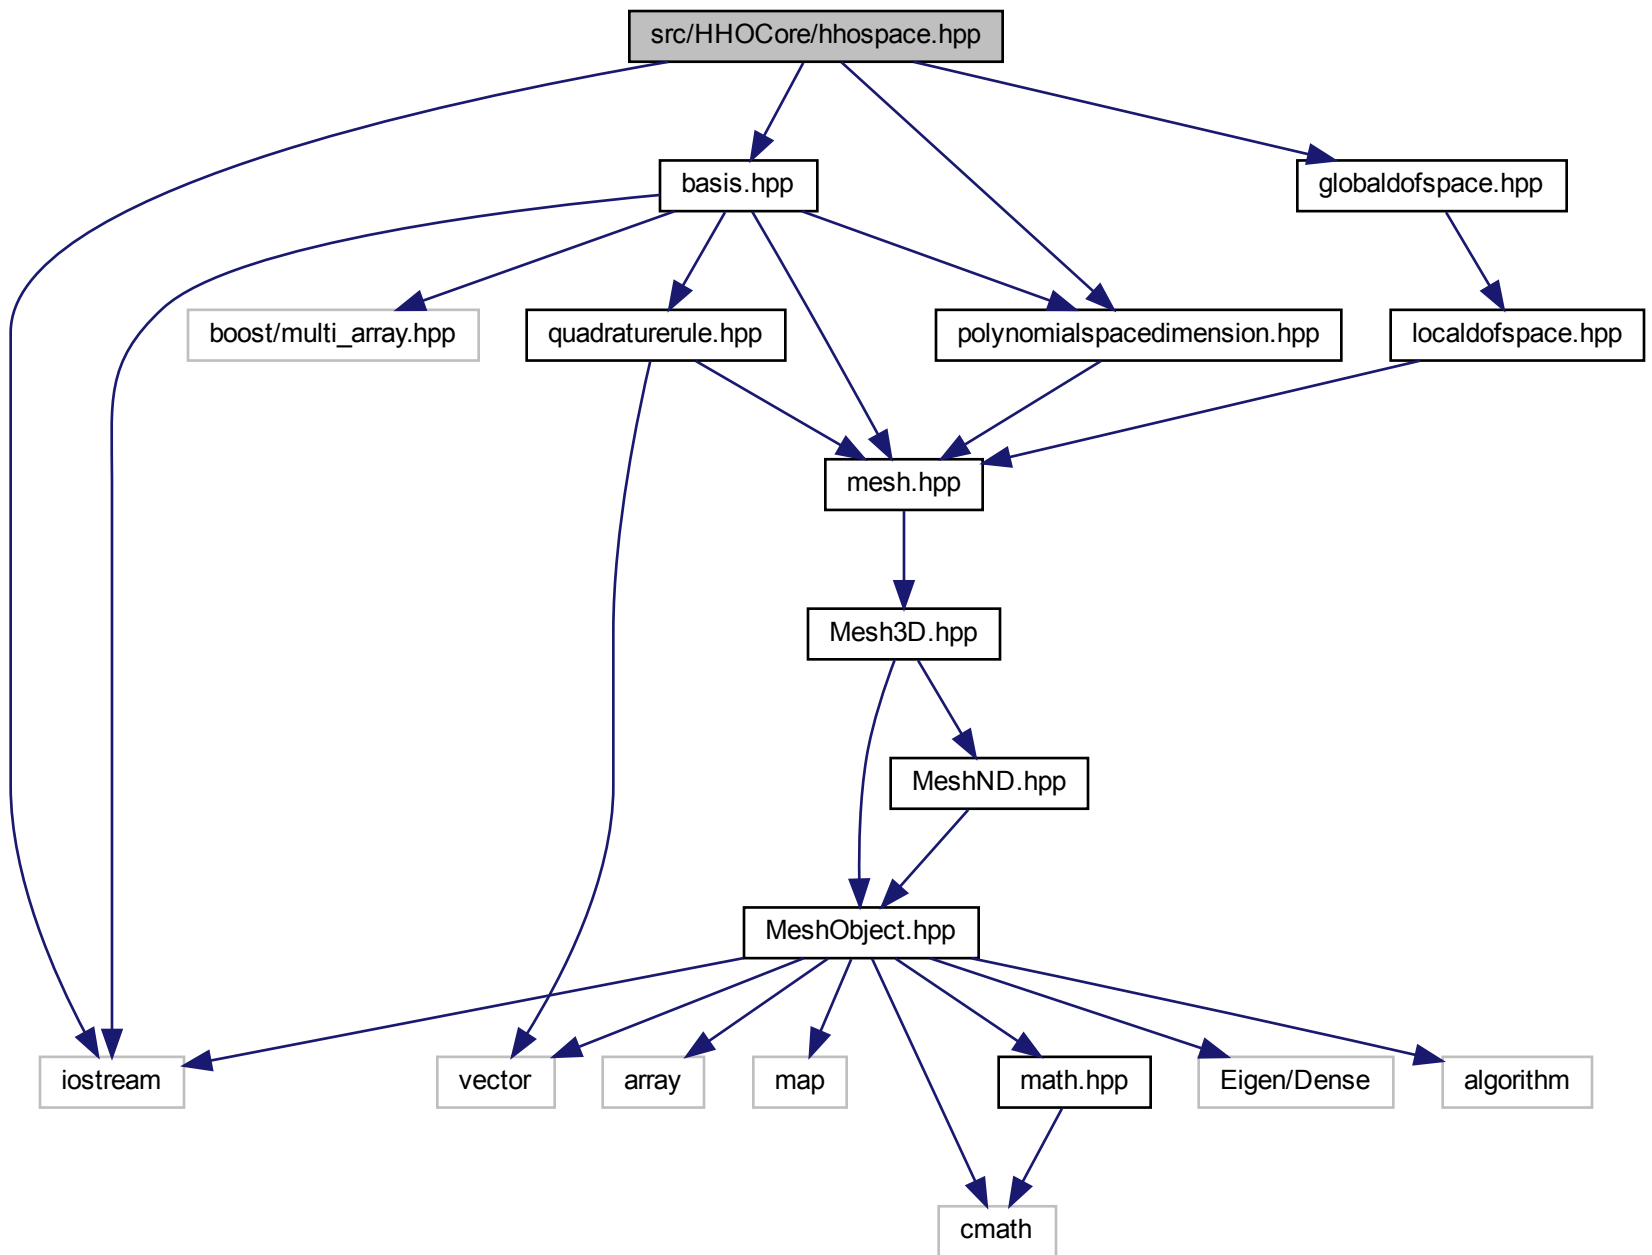 src/HHOCore/hhospace.hpp
basis.hpp
globaldofspace.hpp
boost/multi_array.hpp
quadraturerule.hpp
polynomialspacedimension.hpp
localdofspace.hpp
mesh.hpp
Mesh3D.hpp
MeshND.hpp
MeshObject.hpp
iostream
vector
array
map
math.hpp
Eigen/Dense
algorithm
cmath